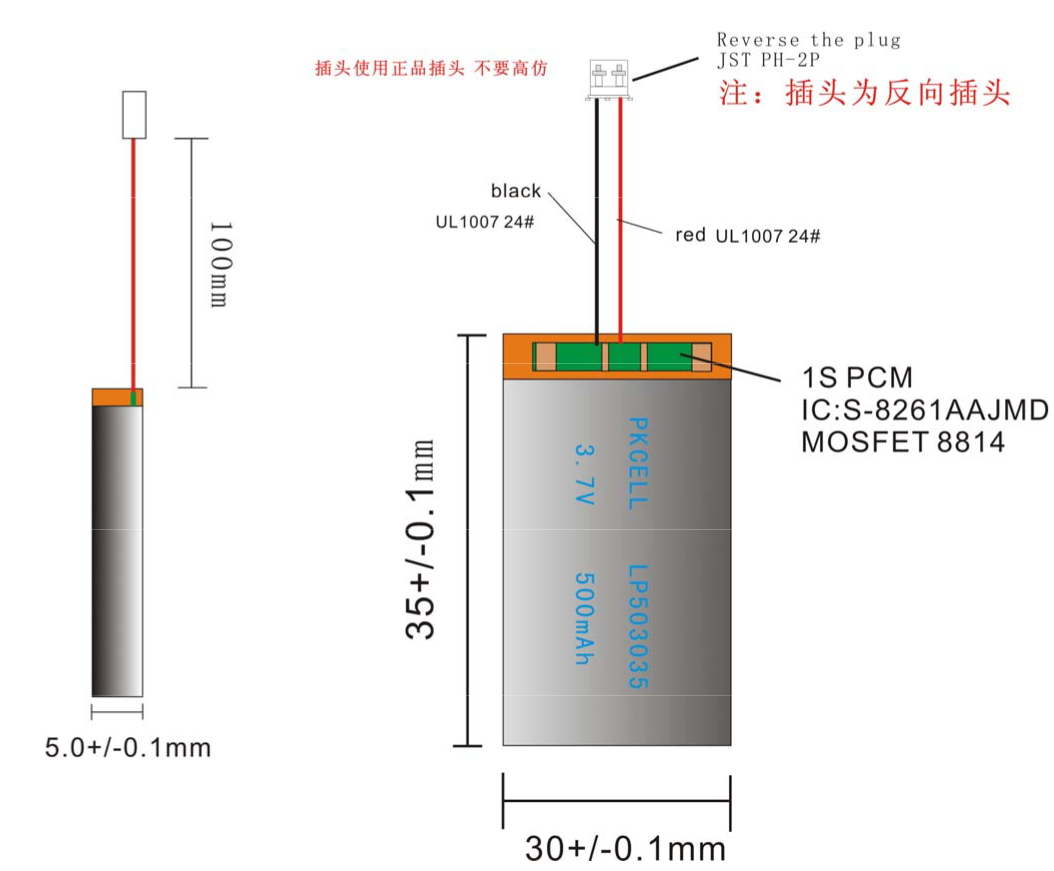 Reverse the plug
JST PH-2P
插头使用正品插头 不要高仿
注：插头为反向插头
black
UL1007 24#
red UL1007 24#
100mm
1S PCM
IC:S-8261AAJMD
MOSFET 8814
PKCELL LP503035
3.7V 500mAh
35+/-0.1mm
5.0+/-0.1mm
30+/-0.1mm